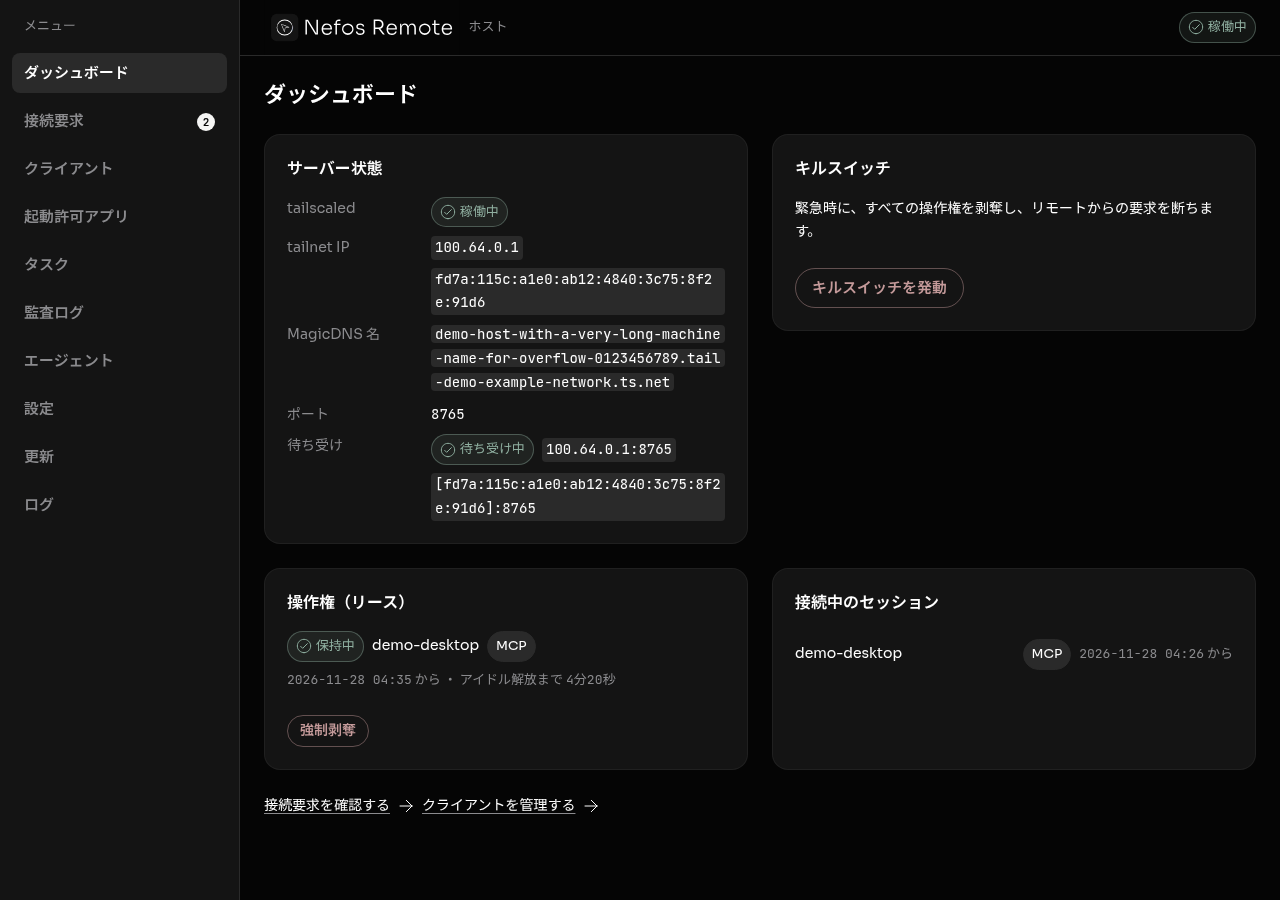 メニュー
ダッシュボード
接続要求 2
クライアント
起動許可アプリ
タスク
監査ログ
エージェント
設定
更新
ログ
Nefos Remote ホスト
稼働中
ダッシュボード
サーバー状態
tailscaled 稼働中
tailnet IP 100.64.0.1
fd7a:115c:a1e0:ab12:4840:3c75:8f2
e:91d6
MagicDNS 名 demo-host-with-a-very-long-machine
-name-for-overflow-0123456789.tail
-demo-example-network.ts.net
ポート 8765
待ち受け 待ち受け中 100.64.0.1:8765
[fd7a:115c:a1e0:ab12:4840:3c75:8f2
e:91d6]:8765
キルスイッチ
緊急時に、すべての操作権を剥奪し、リモートからの要求を断ちま
す。
キルスイッチを発動
操作権（リース）
保持中 demo-desktop MCP
2026-11-28 04:35 から ・ アイドル解放まで 4分20秒
強制剥奪
接続中のセッション
demo-desktop MCP 2026-11-28 04:26 から
接続要求を確認する → クライアントを管理する →